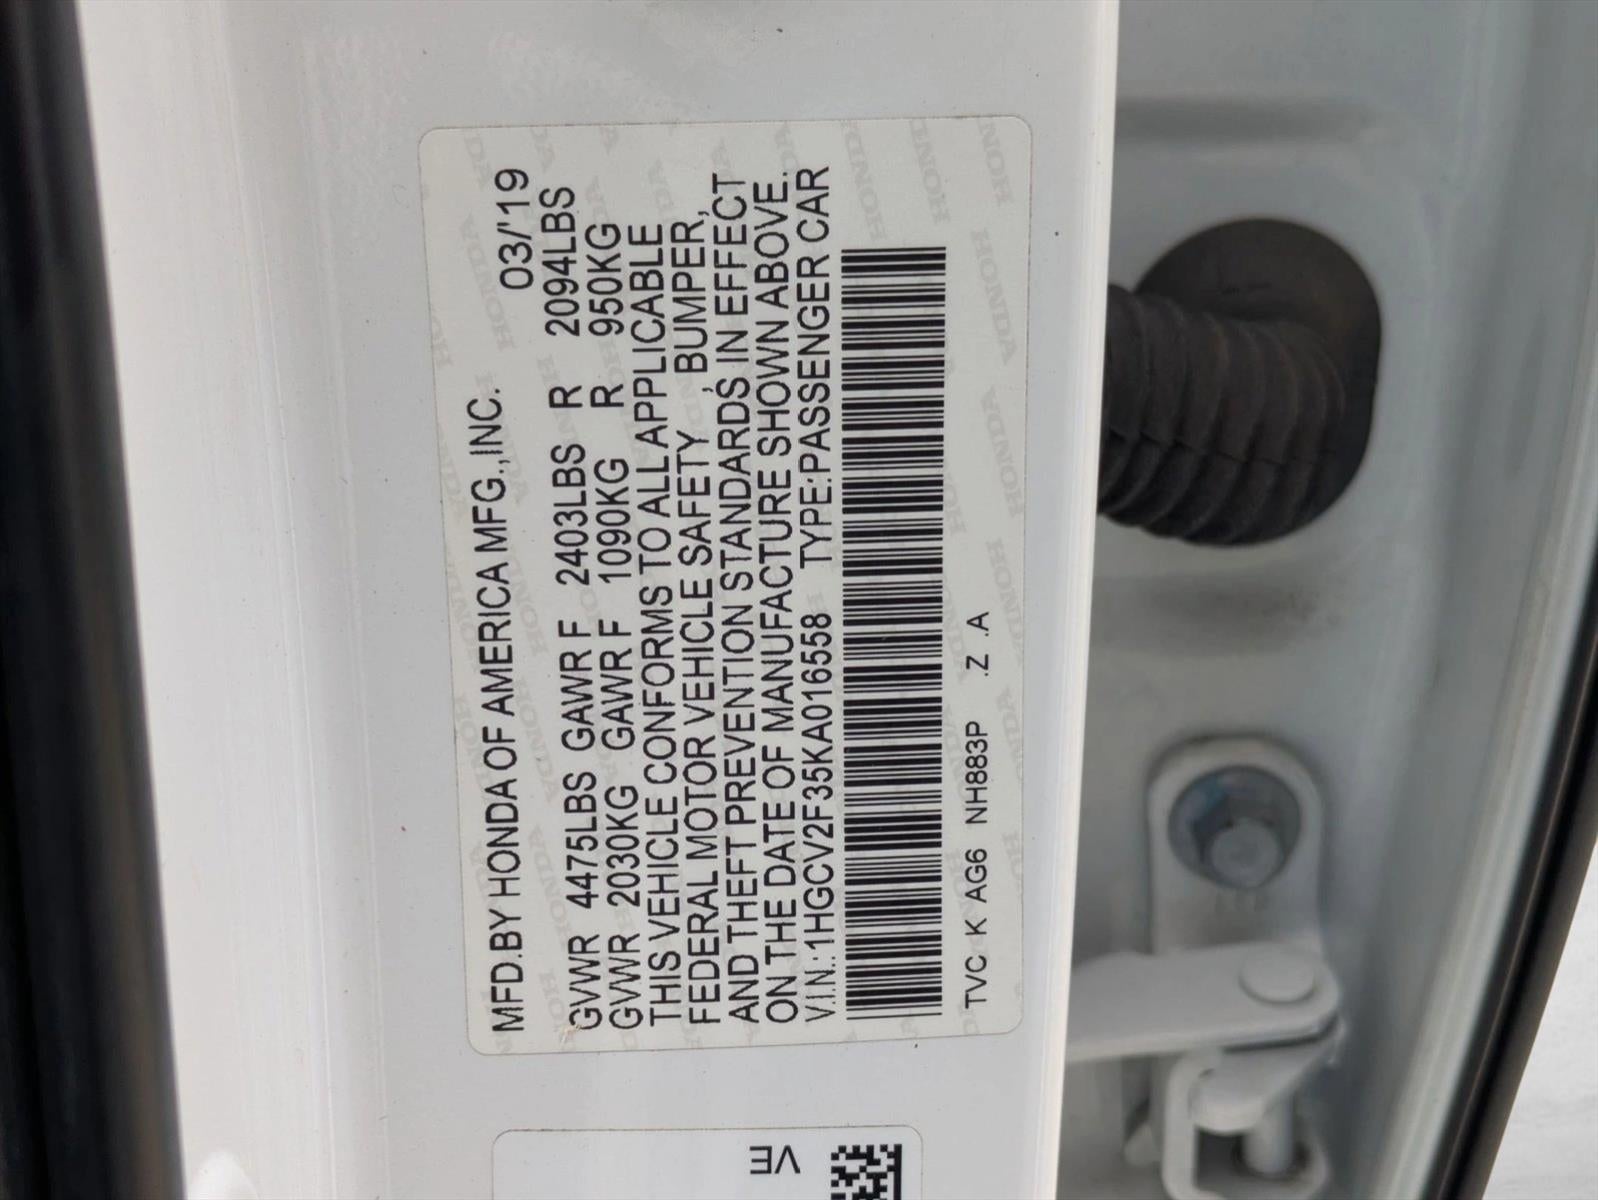 MFD.BY HONDA OF AMERICA MFG.,INC. 03/'19
GVWR 4475LBS GAWR F 2403LBS R 2094LBS
GVWR 2030KG GAWR F 1090KG R 950KG
THIS VEHICLE CONFORMS TO ALL APPLICABLE
FEDERAL MOTOR VEHICLE SAFETY, BUMPER,
AND THEFT PREVENTION STANDARDS IN EFFECT
ON THE DATE OF MANUFACTURE SHOWN ABOVE.
V.I.N.:1HGCV2F35KA016558 TYPE:PASSENGER CAR
TVC K AG6 NH883P .Z .A
VE